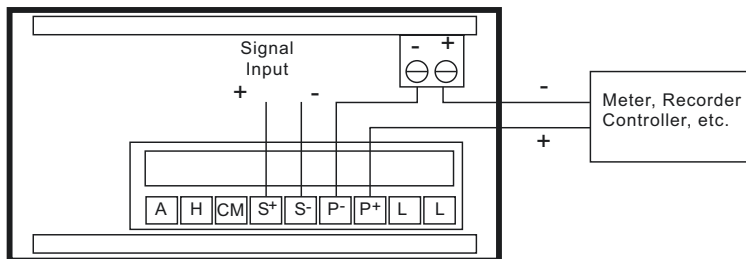 Signal
Input
+ -
- +
-
+
Meter, Recorder
Controller, etc.
A H CM S+ S- P- P+ L L